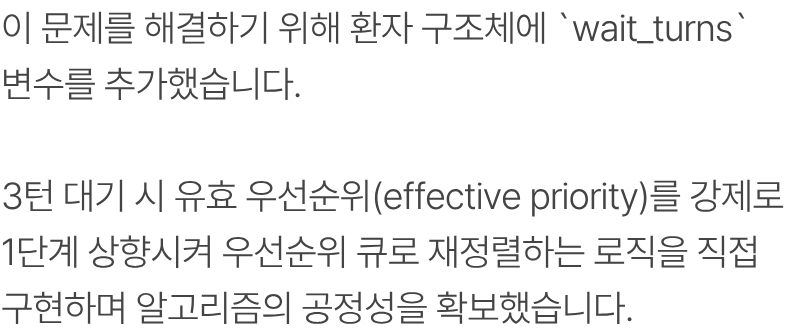 이 문제를 해결하기 위해 환자 구조체에 `wait_turns`
변수를 추가했습니다.
3턴 대기 시 유효 우선순위(effective priority)를 강제로
1단계 상향시켜 우선순위 큐로 재정렬하는 로직을 직접
구현하며 알고리즘의 공정성을 확보했습니다.